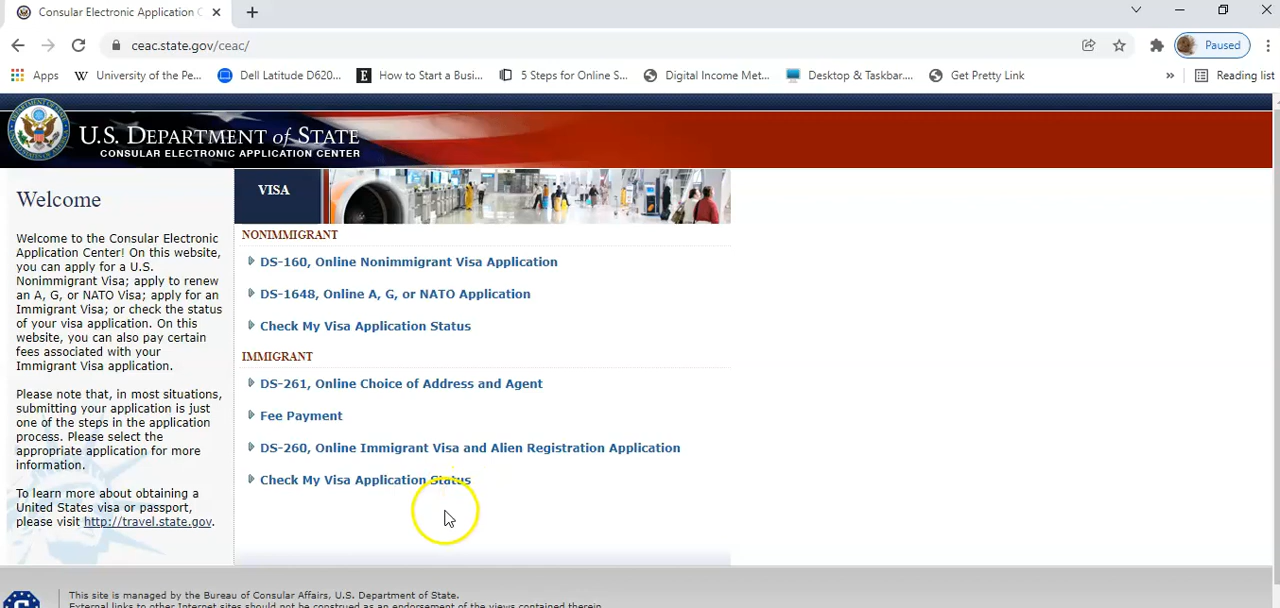 Consular Electronic Application C
ceac.state.gov/ceac/
Paused
Apps
University of the Pe...
Dell Latitude D620...
How to Start a Busi...
5 Steps for Online S...
Digital Income Met...
Desktop & Taskbar....
Get Pretty Link
»
Reading list
U.S. DEPARTMENT of STATE
CONSULAR ELECTRONIC APPLICATION CENTER
Welcome
Welcome to the Consular Electronic
Application Center! On this website,
you can apply for a U.S.
Nonimmigrant Visa; apply to renew
an A, G, or NATO Visa; apply for an
Immigrant Visa; or check the status
of your visa application. On this
website, you can also pay certain
fees associated with your
Immigrant Visa application.
Please note that, in most situations,
submitting your application is just
one of the steps in the application
process. Please select the
appropriate application for more
information.
To learn more about obtaining a
United States visa or passport,
please visit http://travel.state.gov.
VISA
NONIMMIGRANT
DS-160, Online Nonimmigrant Visa Application
DS-1648, Online A, G, or NATO Application
Check My Visa Application Status
IMMIGRANT
DS-261, Online Choice of Address and Agent
Fee Payment
DS-260, Online Immigrant Visa and Alien Registration Application
Check My Visa Application Status
This site is managed by the Bureau of Consular Affairs, U.S. Department of State.
External links to other Internet sites should not be construed as an endorsement of the views contained therein.